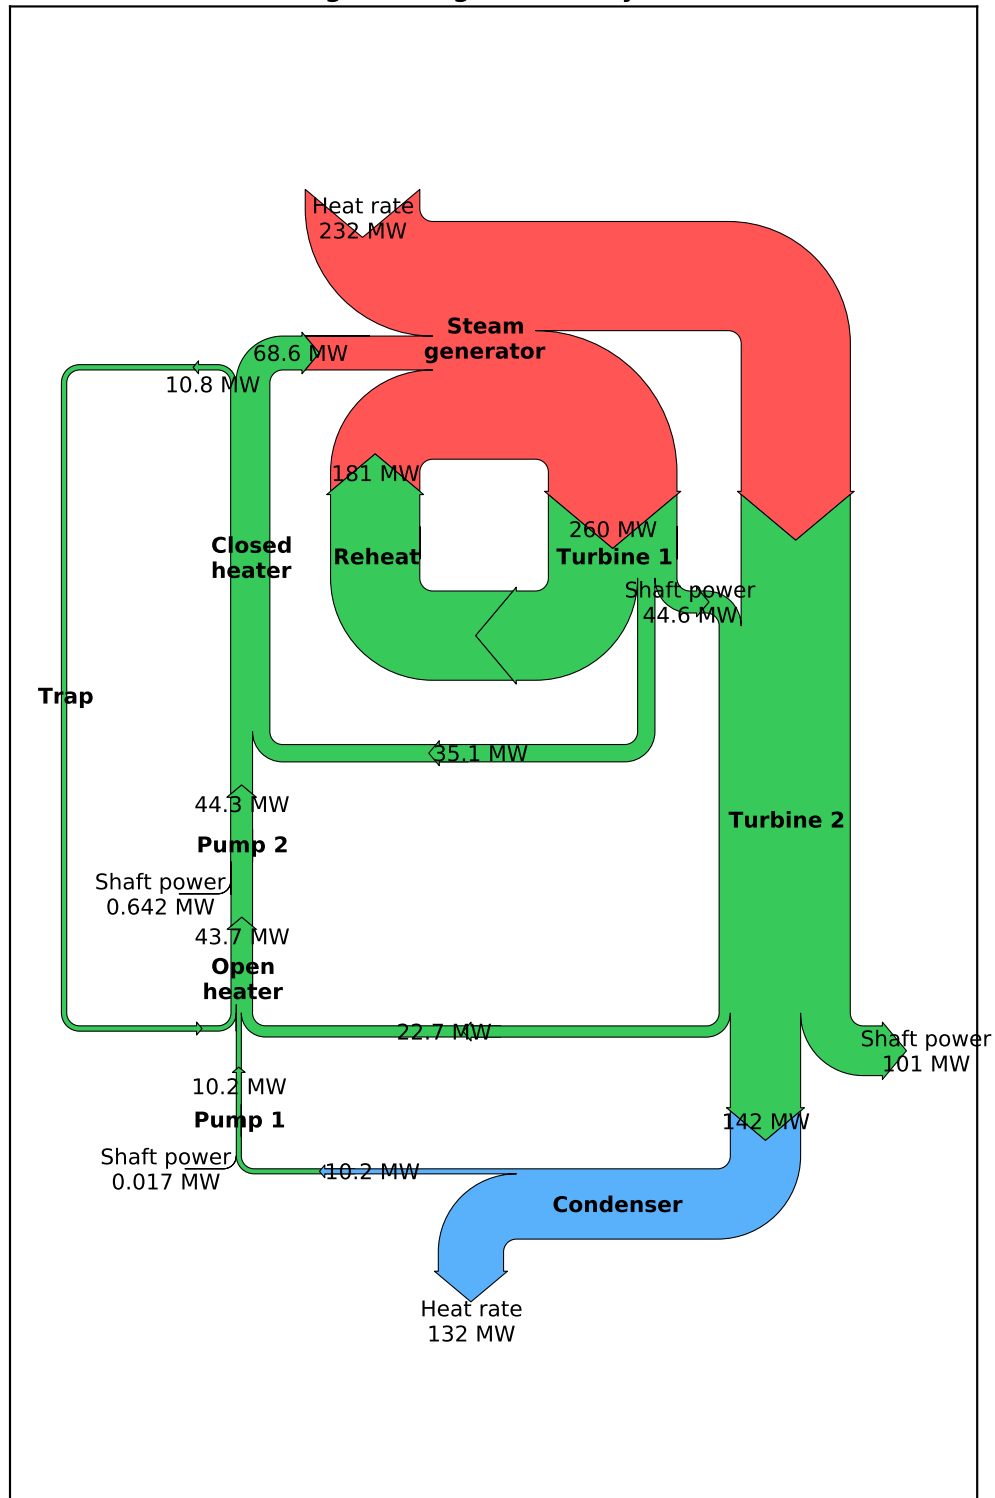 Heat rate
232 MW
Steam
generator
68.6 MW
10.8 MW
181 MW
260 MW
Closed
heater
Reheat
Turbine 1
Shaft power
44.6 MW
Trap
35.1 MW
44.3 MW
Turbine 2
Pump 2
Shaft power
0.642 MW
43.7 MW
Open
heater
22.7 MW
Shaft power
101 MW
10.2 MW
Pump 1
142 MW
Shaft power
0.017 MW
10.2 MW
Condenser
Heat rate
132 MW